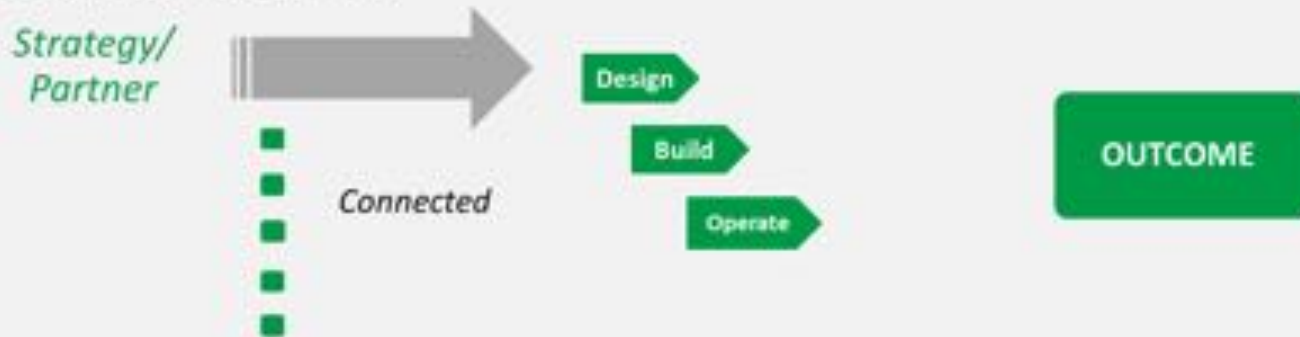 Strategy/
Partner
Design
Build
Operate
Connected
OUTCOME